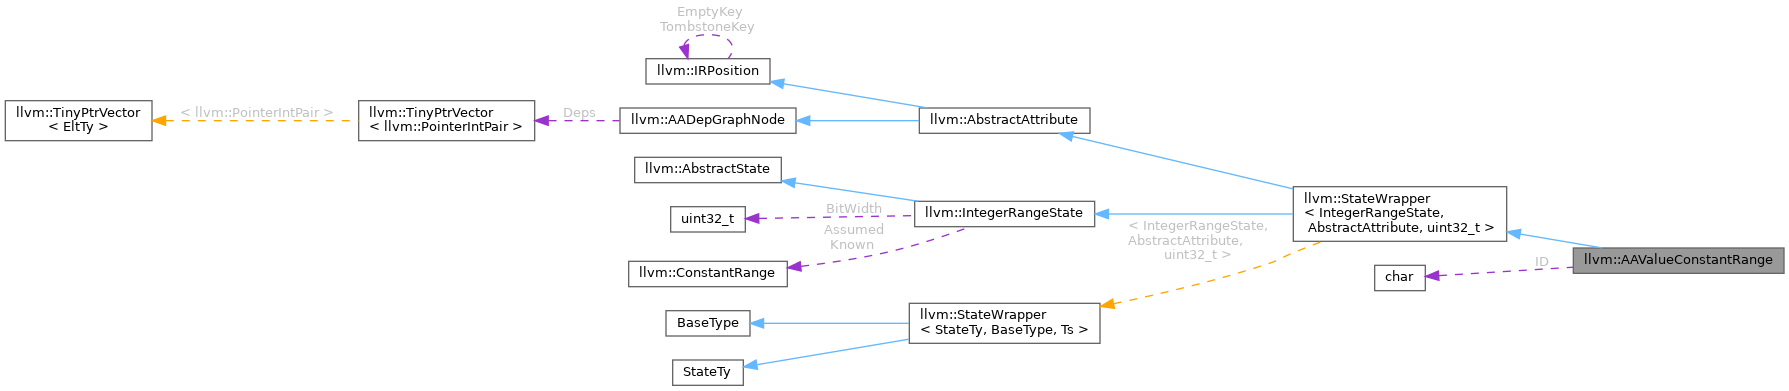 EmptyKey
TombstoneKey
llvm::IRPosition
llvm::TinyPtrVector
< EltTy >
< llvm::PointerIntPair >
llvm::TinyPtrVector
< llvm::PointerIntPair >
Deps
llvm::AADepGraphNode
llvm::AbstractAttribute
llvm::AbstractState
uint32_t
BitWidth
llvm::IntegerRangeState
Assumed
Known
llvm::ConstantRange
< IntegerRangeState,
AbstractAttribute,
uint32_t >
llvm::StateWrapper
< IntegerRangeState,
AbstractAttribute, uint32_t >
llvm::AAValueConstantRange
ID
char
llvm::StateWrapper
< StateTy, BaseType, Ts >
BaseType
StateTy